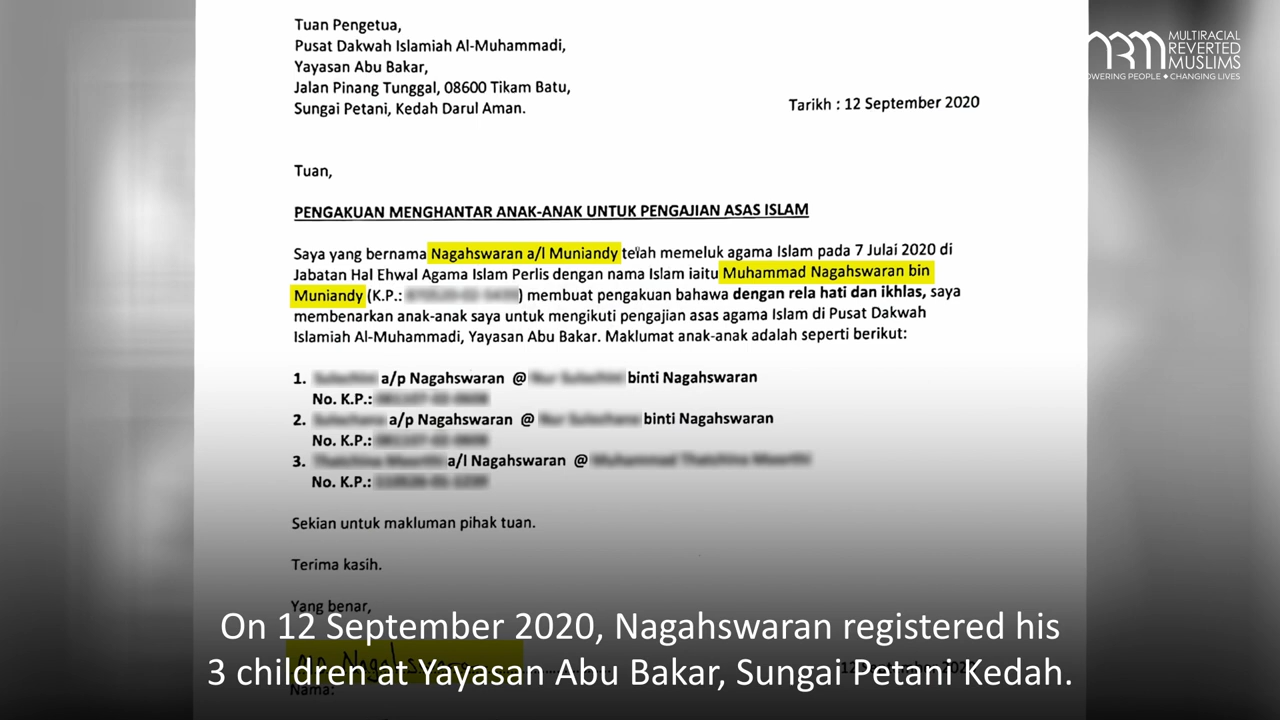 Tuan Pengetua,
Pusat Dakwah Islamiah Al-Muhammadi,
Yayasan Abu Bakar,
Jalan Pinang Tunggal, 08600 Tikam Batu,
Sungai Petani, Kedah Darul Aman.
Tarikh : 12 September 2020
MULTIRACIAL
REVERTED
MUSLIMS
OWERING PEOPLE ◆ CHANGING LIVES
Tuan,
PENGAKUAN MENGHANTAR ANAK-ANAK UNTUK PENGAJIAN ASAS ISLAM
Saya yang bernama Nagahswaran a/l Muniandy telah memeluk agama Islam pada 7 Julai 2020 di
Jabatan Hal Ehwal Agama Islam Perlis dengan nama Islam iaitu Muhammad Nagahswaran bin
Muniandy (K.P.: ) membuat pengakuan bahawa dengan rela hati dan ikhlas, saya
membenarkan anak-anak saya untuk mengikuti pengajian asas agama Islam di Pusat Dakwah
Islamiah Al-Muhammadi, Yayasan Abu Bakar. Maklumat anak-anak adalah seperti berikut:
1. a/p Nagahswaran @ binti Nagahswaran
No. K.P.:
2. a/p Nagahswaran @ binti Nagahswaran
No. K.P.:
3. a/l Nagahswaran @
No. K.P.:
Sekian untuk makluman pihak tuan.
Terima kasih.
Yang benar,
On 12 September 2020, Nagahswaran registered his
3 children at Yayasan Abu Bakar, Sungai Petani Kedah.
Nama: